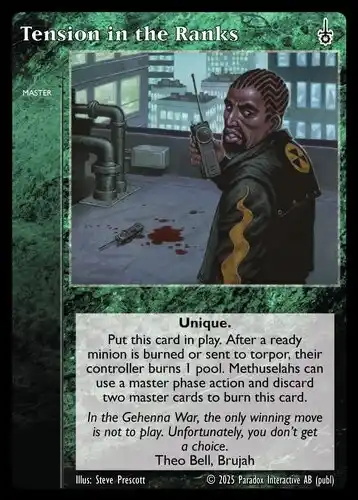 Tension in the Ranks
MASTER
Unique.
Put this card in play. After a ready
minion is burned or sent to torpor, their
controller burns 1 pool. Methuselahs can
use a master phase action and discard
two master cards to burn this card.
In the Gehenna War, the only winning move
is not to play. Unfortunately, you don't get
a choice.
Theo Bell, Brujah
Illus: Steve Prescott
© 2025 Paradox Interactive AB (publ)